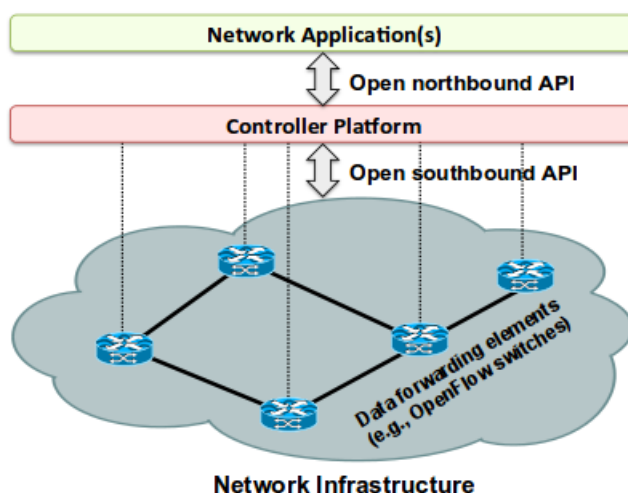 Network Application(s)
Open northbound API
Controller Platform
Open southbound API
Data forwarding elements
(e.g., OpenFlow switches)
Network Infrastructure